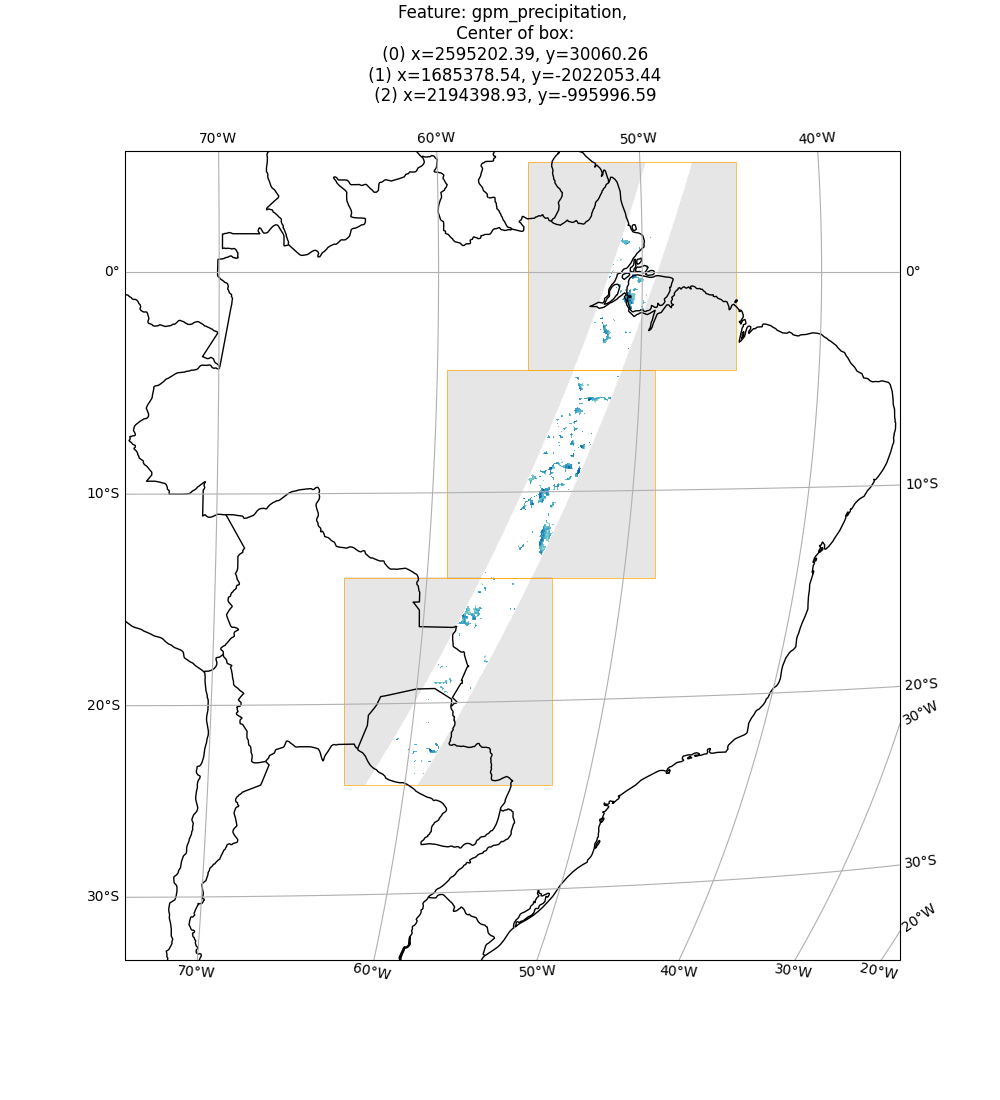 Feature: gpm_precipitation,
Center of box:
(0) x=2595202.39, y=30060.26
(1) x=1685378.54, y=-2022053.44
(2) x=2194398.93, y=-995996.59
70°W 60°W 50°W 40°W
0° 0°
10°S 10°S
20°S 20°S
30°W
30°S 30°S
20°W
70°W 60°W 50°W 40°W 30°W 20°W